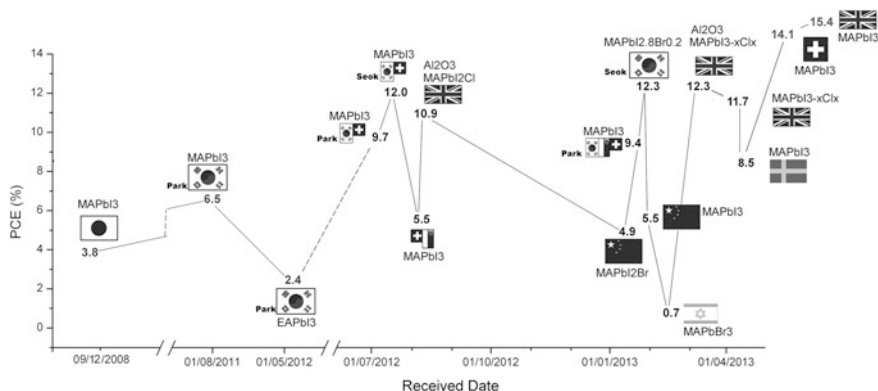 PCE (%)
14
12
10
8
6
4
2
0
09/12/2008
01/08/2011
01/05/2012
01/07/2012
01/10/2012
01/01/2013
01/04/2013
Received Date
MAPbI3
3.8
MAPbI3
Park
6.5
2.4
Park
EAPbI3
MAPbI3
Park
9.7
MAPbI3
Seok
12.0
5.5
MAPbI3
Al2O3
MAPbI2Cl
10.9
4.9
MAPbI2Br
MAPbI3
Park
9.4
MAPbI2.8Br0.2
Seok
12.3
5.5
MAPbI3
0.7
MAPbBr3
Al2O3
MAPbI3-xClx
12.3
11.7
MAPbI3-xClx
8.5
MAPbI3
14.1
MAPbI3
15.4
MAPbI3